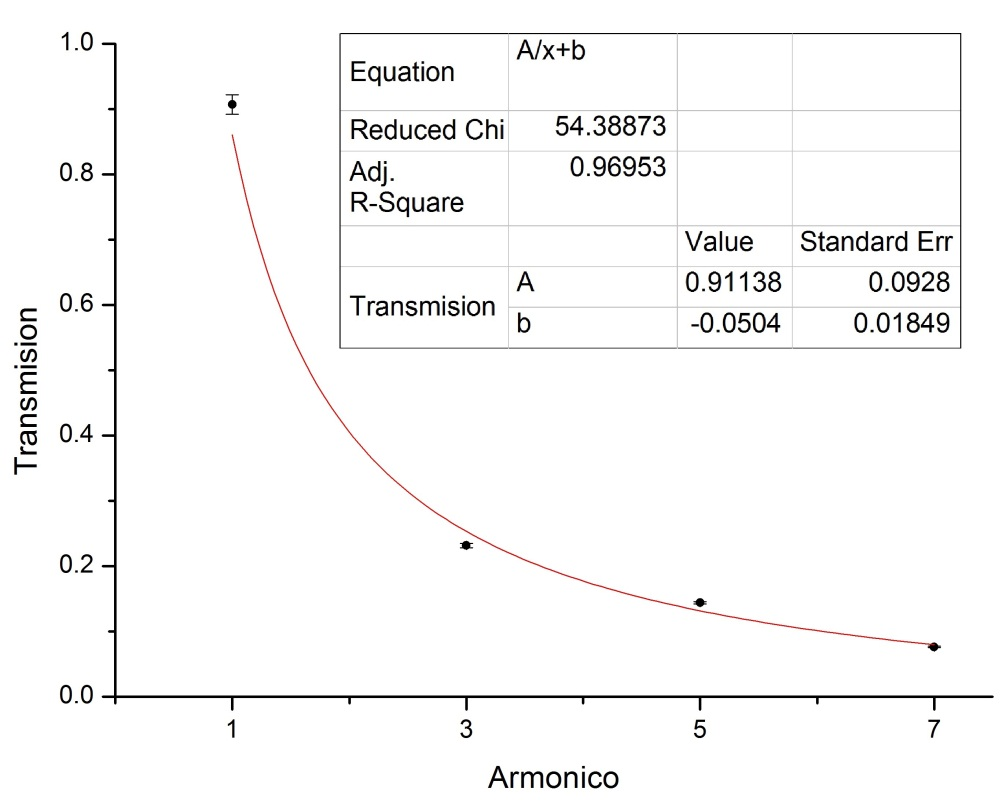 1.0
0.8
0.6
0.4
0.2
0.0
Transmision
1 3 5 7
Armonico
Equation A/x+b
Reduced Chi 54.38873
Adj. 0.96953
R-Square
Value Standard Err
Transmision
A 0.91138 0.0928
b -0.0504 0.01849